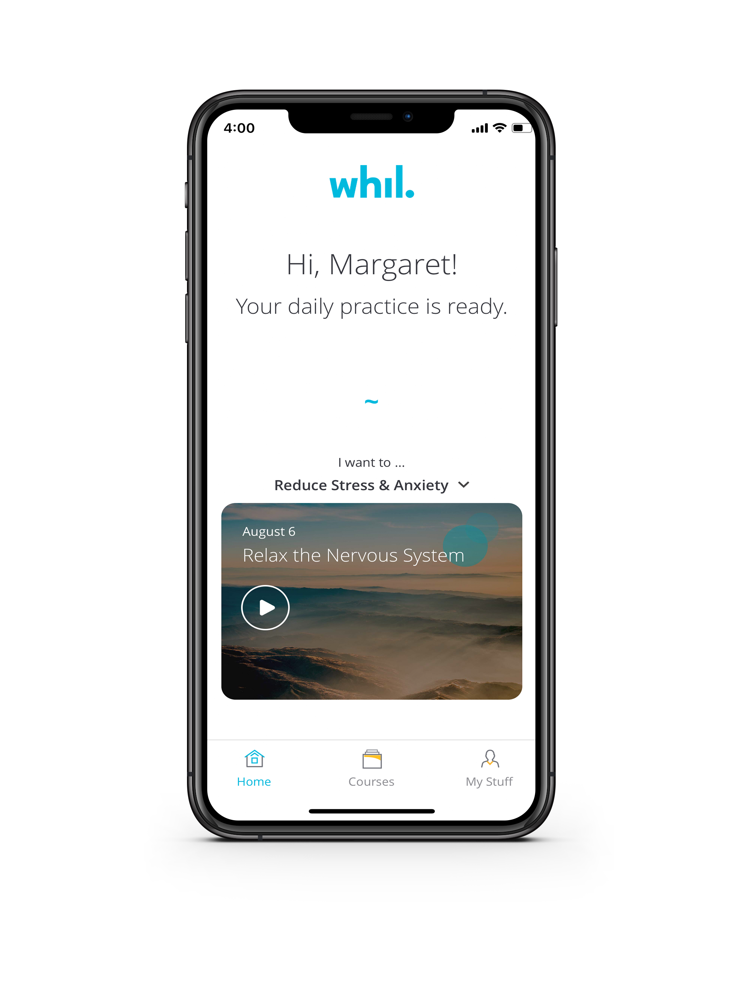 4:00
whil.
Hi, Margaret!
Your daily practice is ready.
~
I want to ...
Reduce Stress & Anxiety
August 6
Relax the Nervous System
Home
Courses
My Stuff